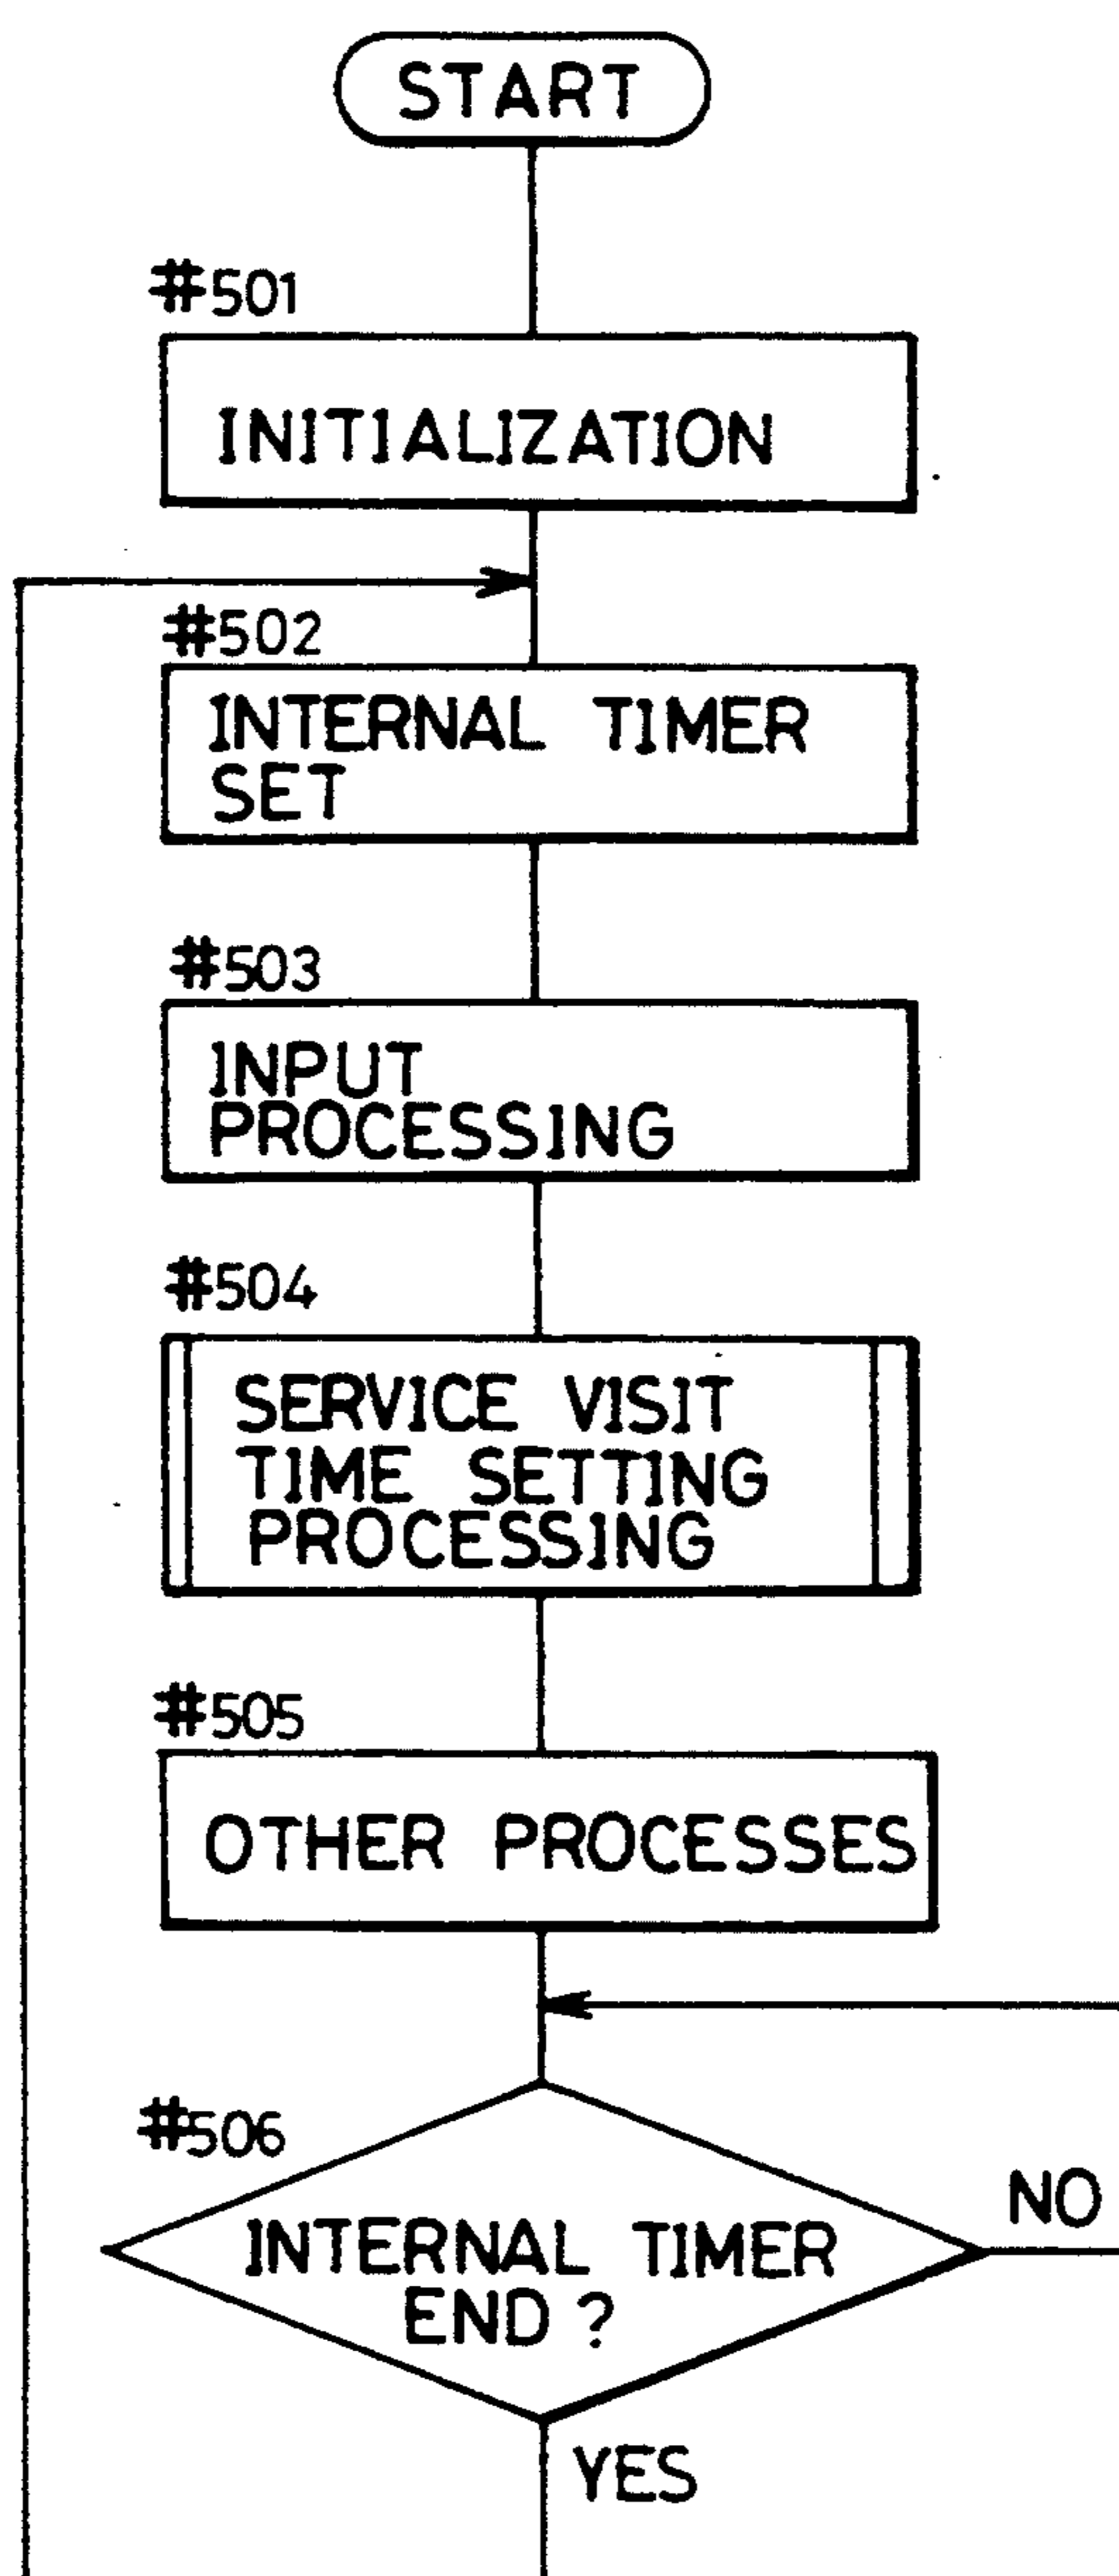 START
#501
INITIALIZATION
#502
INTERNAL TIMER
SET
#503
INPUT
PROCESSING
#504
SERVICE VISIT
TIME SETTING
PROCESSING
#505
OTHER PROCESSES
#506
NO
INTERNAL TIMER
END ?
YES